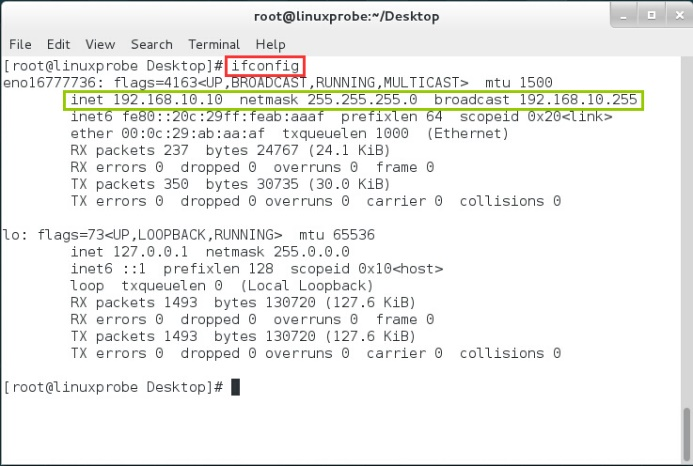 root@linuxprobe:~/Desktop
File Edit View Search Terminal Help
[root@linuxprobe Desktop]# ifconfig
eno16777736: flags=4163<UP,BROADCAST,RUNNING,MULTICAST>  mtu 1500
        inet 192.168.10.10  netmask 255.255.255.0  broadcast 192.168.10.255
        inet6 fe80::20c:29ff:feab:aaaf  prefixlen 64  scopeid 0x20<link>
        ether 00:0c:29:ab:aa:af  txqueuelen 1000  (Ethernet)
        RX packets 237  bytes 24767 (24.1 KiB)
        RX errors 0  dropped 0  overruns 0  frame 0
        TX packets 350  bytes 30735 (30.0 KiB)
        TX errors 0  dropped 0 overruns 0  carrier 0  collisions 0
lo: flags=73<UP,LOOPBACK,RUNNING>  mtu 65536
        inet 127.0.0.1  netmask 255.0.0.0
        inet6 ::1  prefixlen 128  scopeid 0x10<host>
        loop  txqueuelen 0  (Local Loopback)
        RX packets 1493  bytes 130720 (127.6 KiB)
        RX errors 0  dropped 0  overruns 0  frame 0
        TX packets 1493  bytes 130720 (127.6 KiB)
        TX errors 0  dropped 0 overruns 0  carrier 0  collisions 0
[root@linuxprobe Desktop]#